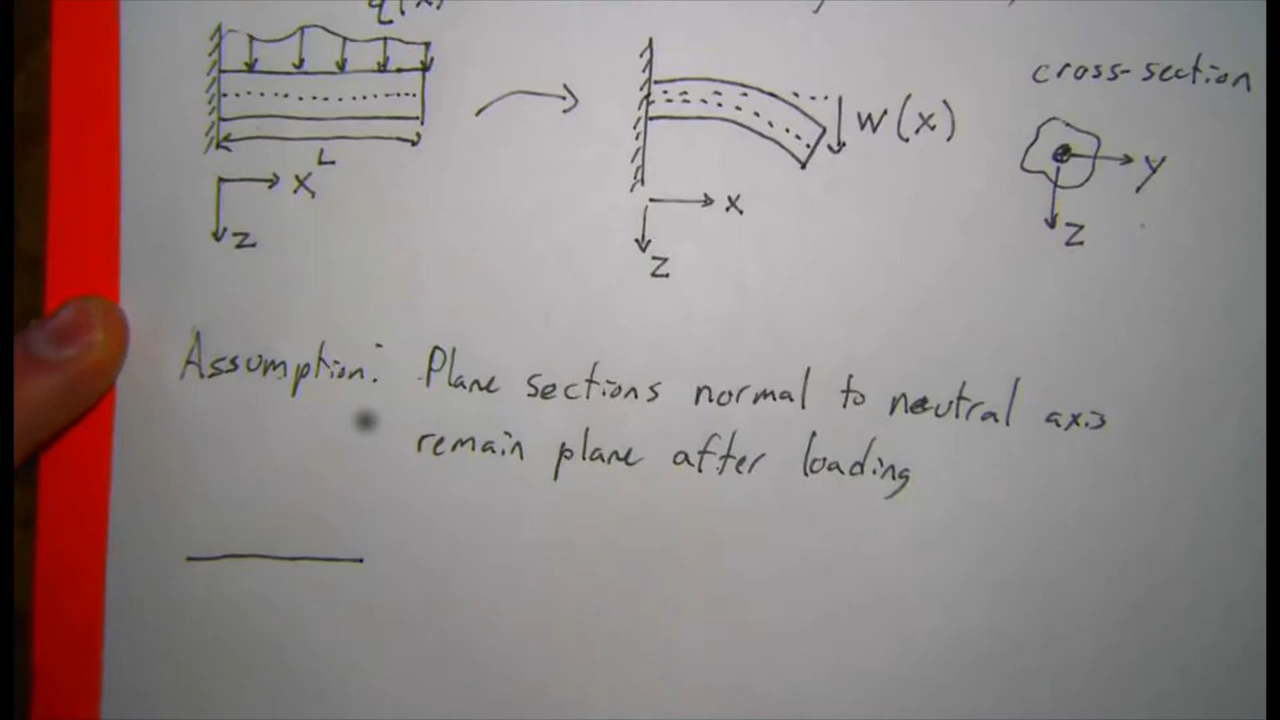 q(x)
cross-section
w(x)
L
x
z
x
z
y
z
Assumption: Plane sections normal to neutral axis
remain plane after loading